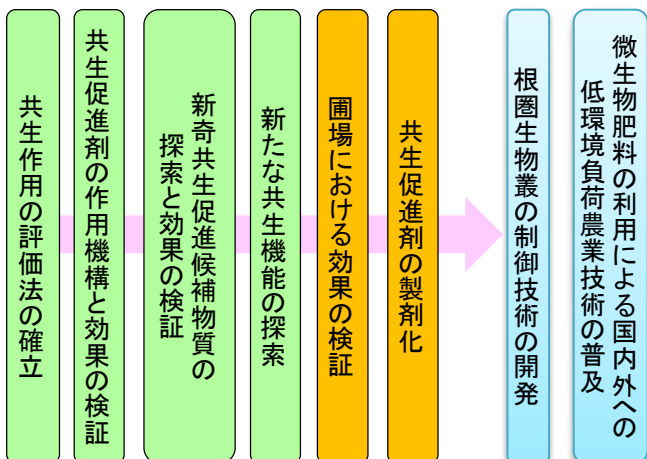 共生作用の評価法の確立
共生促進剤の作用機構と効果の検証
新奇共生促進候補物質の
探索と効果の検証
新たな共生機能の探索
圃場における効果の検証
共生促進剤の製剤化
根圏生物叢の制御技術の開発
微生物肥料の利用による国内外への
低環境負荷農業技術の普及